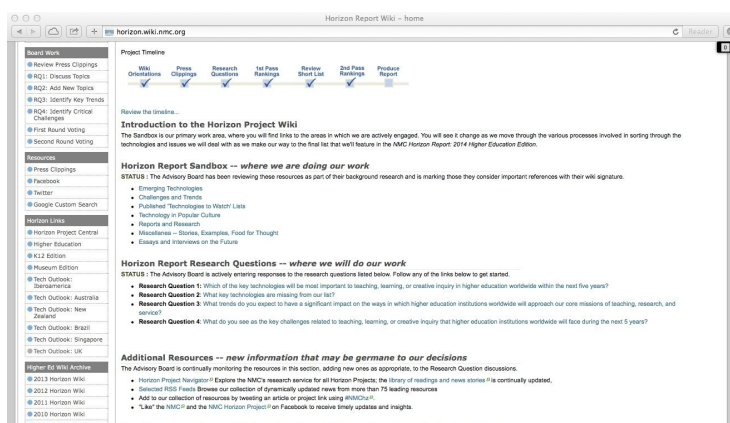 Horizon Report Wiki – home
horizon.wiki.nmc.org
Reader
0
Board Work
Review Press Clippings
RQ1: Discuss Topics
RQ2: Add New Topics
RQ3: Identify Key Trends
RQ4: Identify Critical
Challenges
First Round Voting
Second Round Voting
Resources
Press Clippings
Facebook
Twitter
Google Custom Search
Horizon Links
Horizon Project Central
Higher Education
K12 Edition
Museum Edition
Tech Outlook:
Iberoamerica
Tech Outlook: Australia
Tech Outlook: New
Zealand
Tech Outlook: Brazil
Tech Outlook: Singapore
Tech Outlook: UK
Higher Ed Wiki Archive
2013 Horizon Wiki
2012 Horizon Wiki
2011 Horizon Wiki
2010 Horizon Wiki
Project Timeline
Wiki Orientations
Press Clippings
Research Questions
1st Pass Rankings
Review Short List
2nd Pass Rankings
Produce Report
Review the timeline...
Introduction to the Horizon Project Wiki
The Sandbox is our primary work area, where you will find links to the areas in which we are actively engaged. You will see it change as we move through the various processes involved in sorting through the
technologies and issues we will deal with as we make our way to the final list that we'll feature in the NMC Horizon Report: 2014 Higher Education Edition.
Horizon Report Sandbox -- where we are doing our work
STATUS : The Advisory Board has been reviewing these resources as part of their background research and is marking those they consider important references with their wiki signature.
Emerging Technologies
Challenges and Trends
Published 'Technologies to Watch' Lists
Technology in Popular Culture
Reports and Research
Miscellanea -- Stories, Examples, Food for Thought
Essays and Interviews on the Future
Horizon Report Research Questions -- where we will do our work
STATUS : The Advisory Board is actively entering responses to the research questions listed below. Follow any of the links below to get started.
Research Question 1: Which of the key technologies will be most important to teaching, learning, or creative inquiry in higher education worldwide within the next five years?
Research Question 2: What key technologies are missing from our list?
Research Question 3: What trends do you expect to have a significant impact on the ways in which higher education institutions worldwide will approach our core missions of teaching, research, and
service?
Research Question 4: What do you see as the key challenges related to teaching, learning, or creative inquiry that higher education institutions worldwide will face during the next 5 years?
Additional Resources -- new information that may be germane to our decisions
The Advisory Board is continually monitoring the resources in this section, adding new ones as appropriate, to the Research Question discussions.
Horizon Project Navigator Explore the NMC's research service for all Horizon Projects; the library of readings and news stories is continually updated,
Selected RSS Feeds Browse our collection of dynamically updated news from more than 75 leading resources
Add to our collection of resources by tweeting an article or project link using #NMChz.
"Like" the NMC and the NMC Horizon Project on Facebook to receive timely updates and insights.